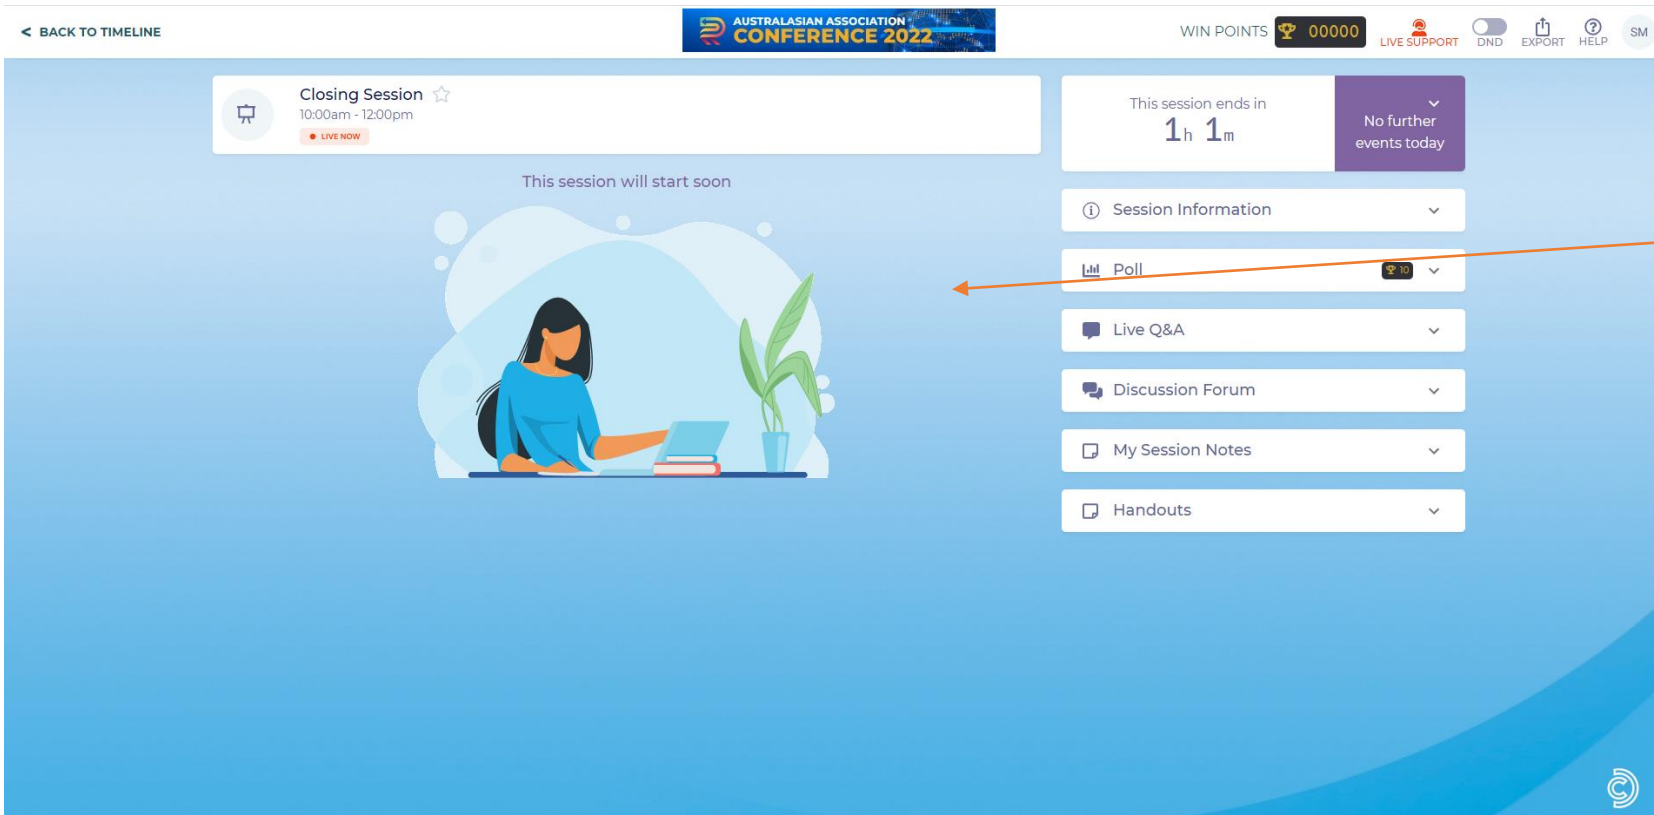 < BACK TO TIMELINE
AUSTRALASIAN ASSOCIATION
CONFERENCE 2022
WIN POINTS 00000
LIVE SUPPORT
DND
EXPORT
HELP
SM
Closing Session
10:00am - 12:00pm
LIVE NOW
This session will start soon
This session ends in
1h 1m
No further
events today
Session Information
Poll
10
Live Q&A
Discussion Forum
My Session Notes
Handouts